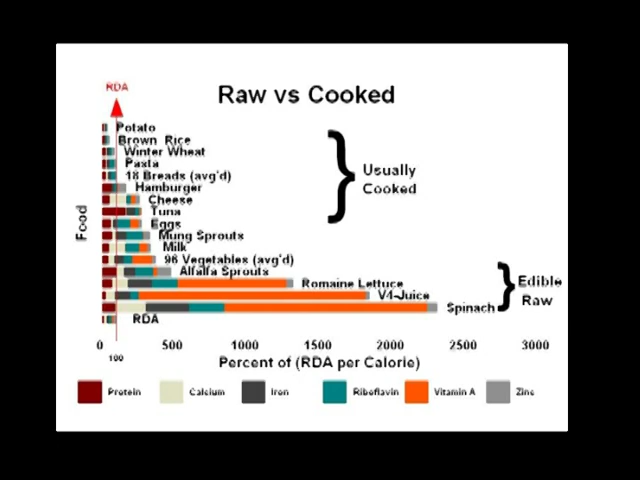 RDA
Raw vs Cooked
Potato
Brown Rice
Winter Wheat
Pasta
18 Breads (avg'd)
Hamburger
Cheese
Tuna
Eggs
Mung Sprouts
Milk
96 Vegetables (avg'd)
Alfalfa Sprouts
Romaine Lettuce
V4-Juice
Spinach
RDA
Usually
Cooked
Edible
Raw
Food
0 500 1000 1500 2000 2500 3000
100
Percent of (RDA per Calorie)
Protein Calcium Iron Riboflavin Vitamin A Zinc